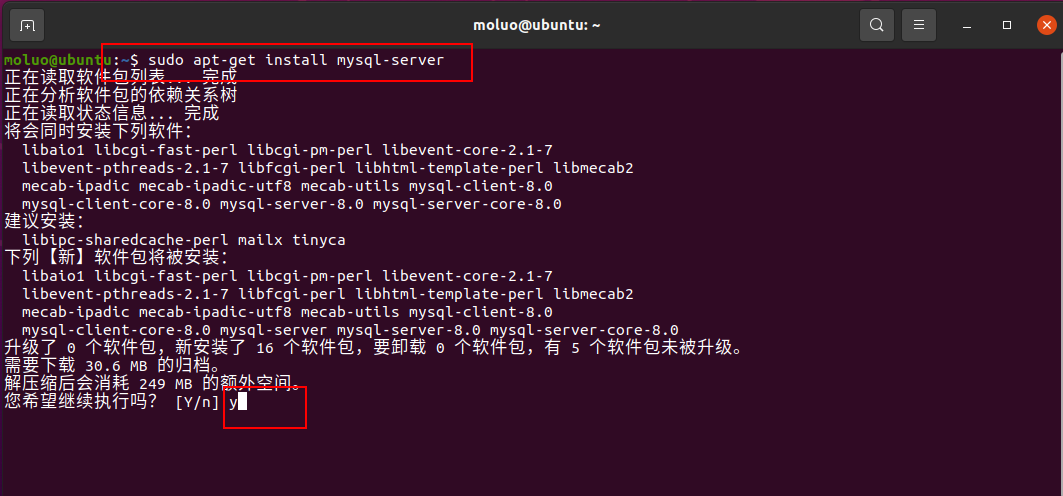 moluo@ubuntu: ~
moluo@ubuntu:~$ sudo apt-get install mysql-server
正在读取软件包列表... 完成
正在分析软件包的依赖关系树
正在读取状态信息... 完成
将会同时安装下列软件：
libaio1 libcgi-fast-perl libcgi-pm-perl libevent-core-2.1-7
libevent-pthreads-2.1-7 libfcgi-perl libhtml-template-perl libmecab2
mecab-ipadic mecab-ipadic-utf8 mecab-utils mysql-client-8.0
mysql-client-core-8.0 mysql-server-8.0 mysql-server-core-8.0
建议安装：
libipc-sharedcache-perl mailx tinyca
下列【新】软件包将被安装：
libaio1 libcgi-fast-perl libcgi-pm-perl libevent-core-2.1-7
libevent-pthreads-2.1-7 libfcgi-perl libhtml-template-perl libmecab2
mecab-ipadic mecab-ipadic-utf8 mecab-utils mysql-client-8.0
mysql-client-core-8.0 mysql-server mysql-server-8.0 mysql-server-core-8.0
升级了 0 个软件包，新安装了 16 个软件包，要卸载 0 个软件包，有 5 个软件包未被升级。
需要下载 30.6 MB 的归档。
解压缩后会消耗 249 MB 的额外空间。
您希望继续执行吗？ [Y/n] y